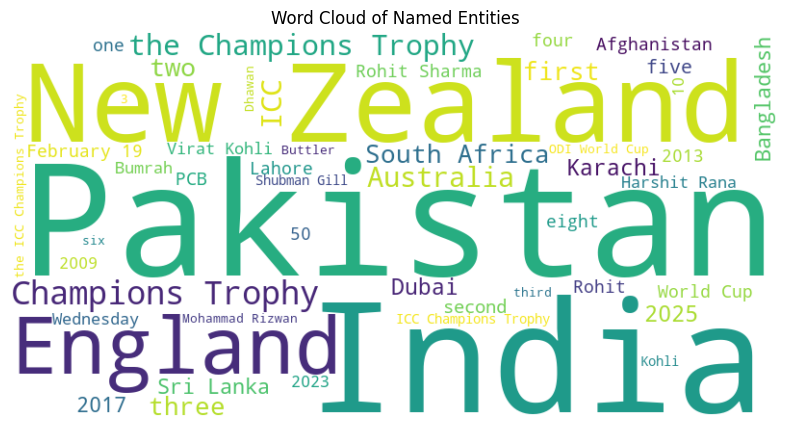 Word Cloud of Named Entities
one
the Champions Trophy
four
Afghanistan
Bangladesh
New Zealand
two
Dhawan
ICC
Rohit Sharma
first
five
3
10
the ICC Champions Trophy
February 19
Virat Kohli
Buttler
South Africa
ODI World Cup
2013
Bumrah
PCB
Lahore
Shubman Gill
Australia
Karachi
Harshit Rana
Pakistan
six
50
eight
2009
Champions Trophy
Dubai
third
Rohit
World Cup
second
2025
Wednesday
Mohammad Rizwan
ICC Champions Trophy
England
India
Kohli
Sri Lanka
2023
2017
three